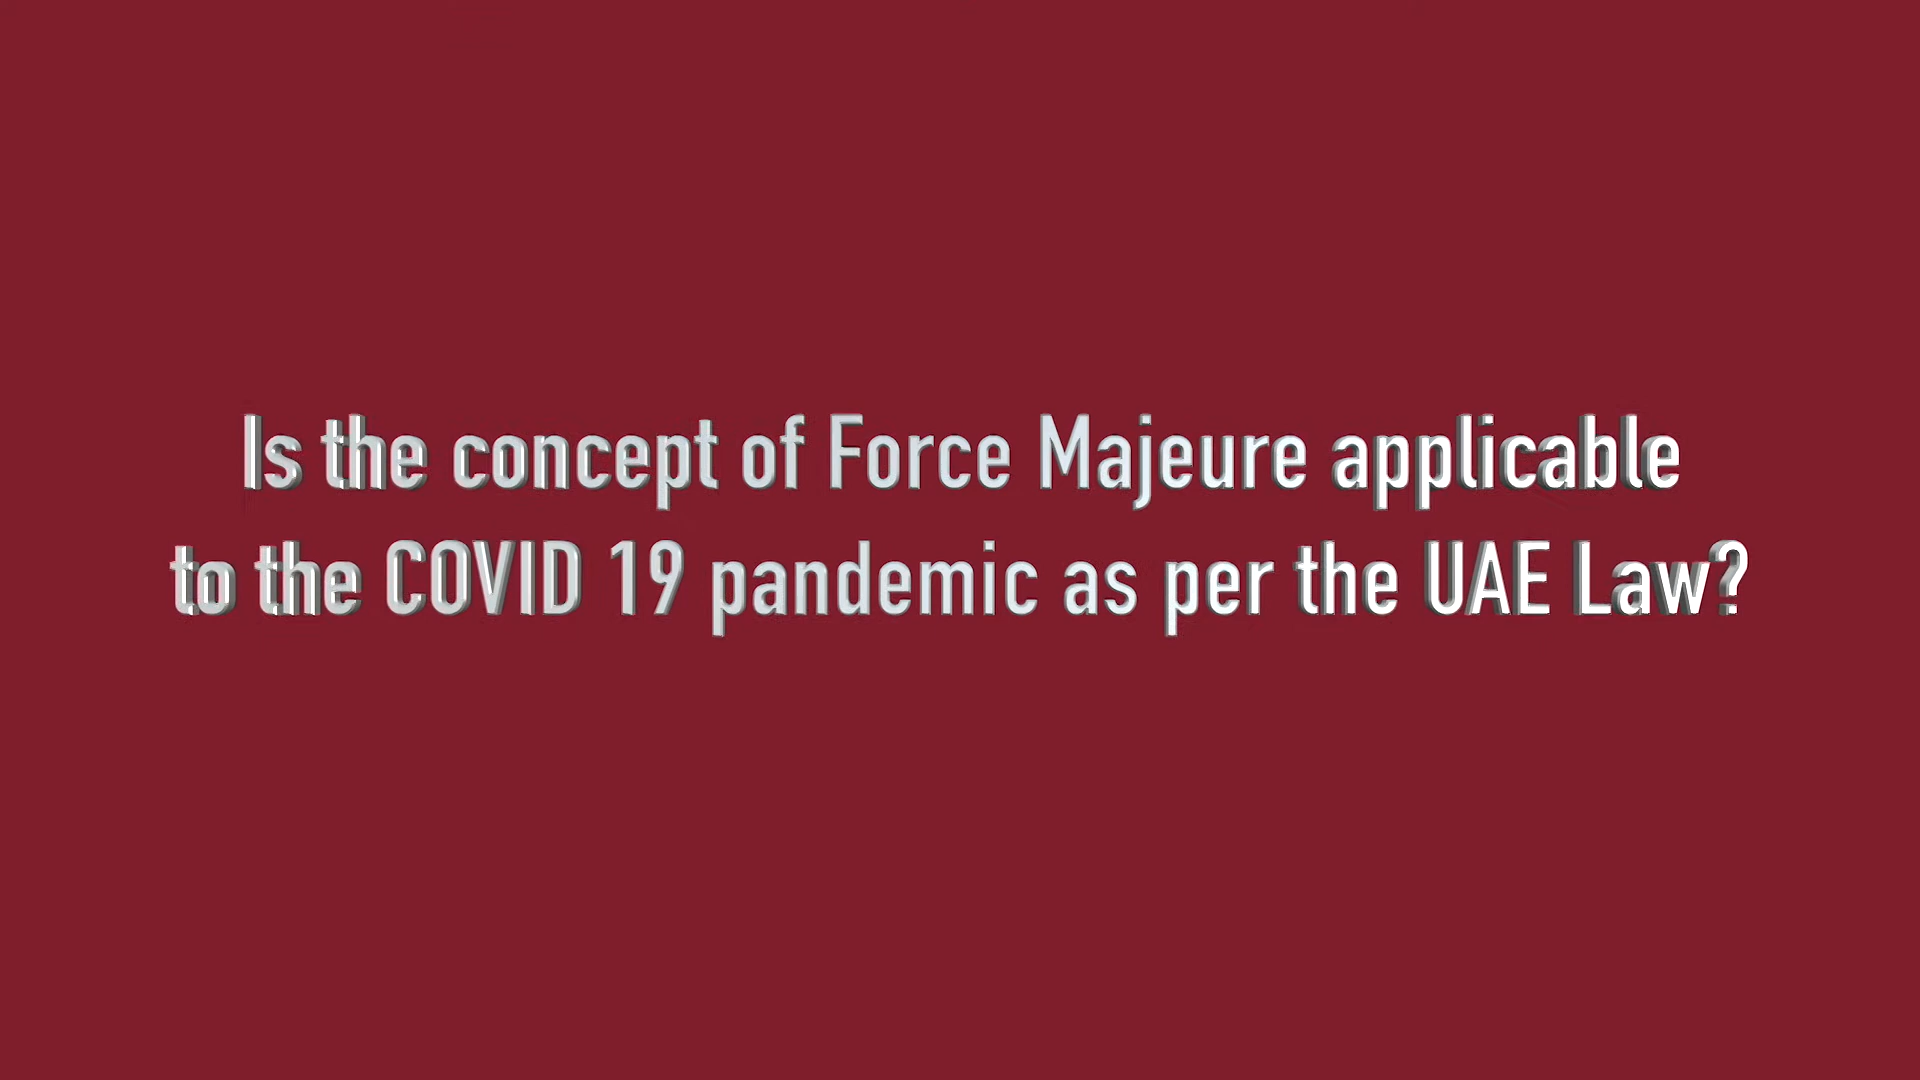 Is the concept of Force Majeure applicable
to the COVID 19 pandemic as per the UAE Law?